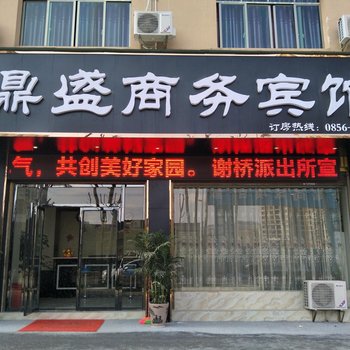 鼎盛商务宾馆
订房热线：0856-
气，共创美好家园。谢桥派出所宣